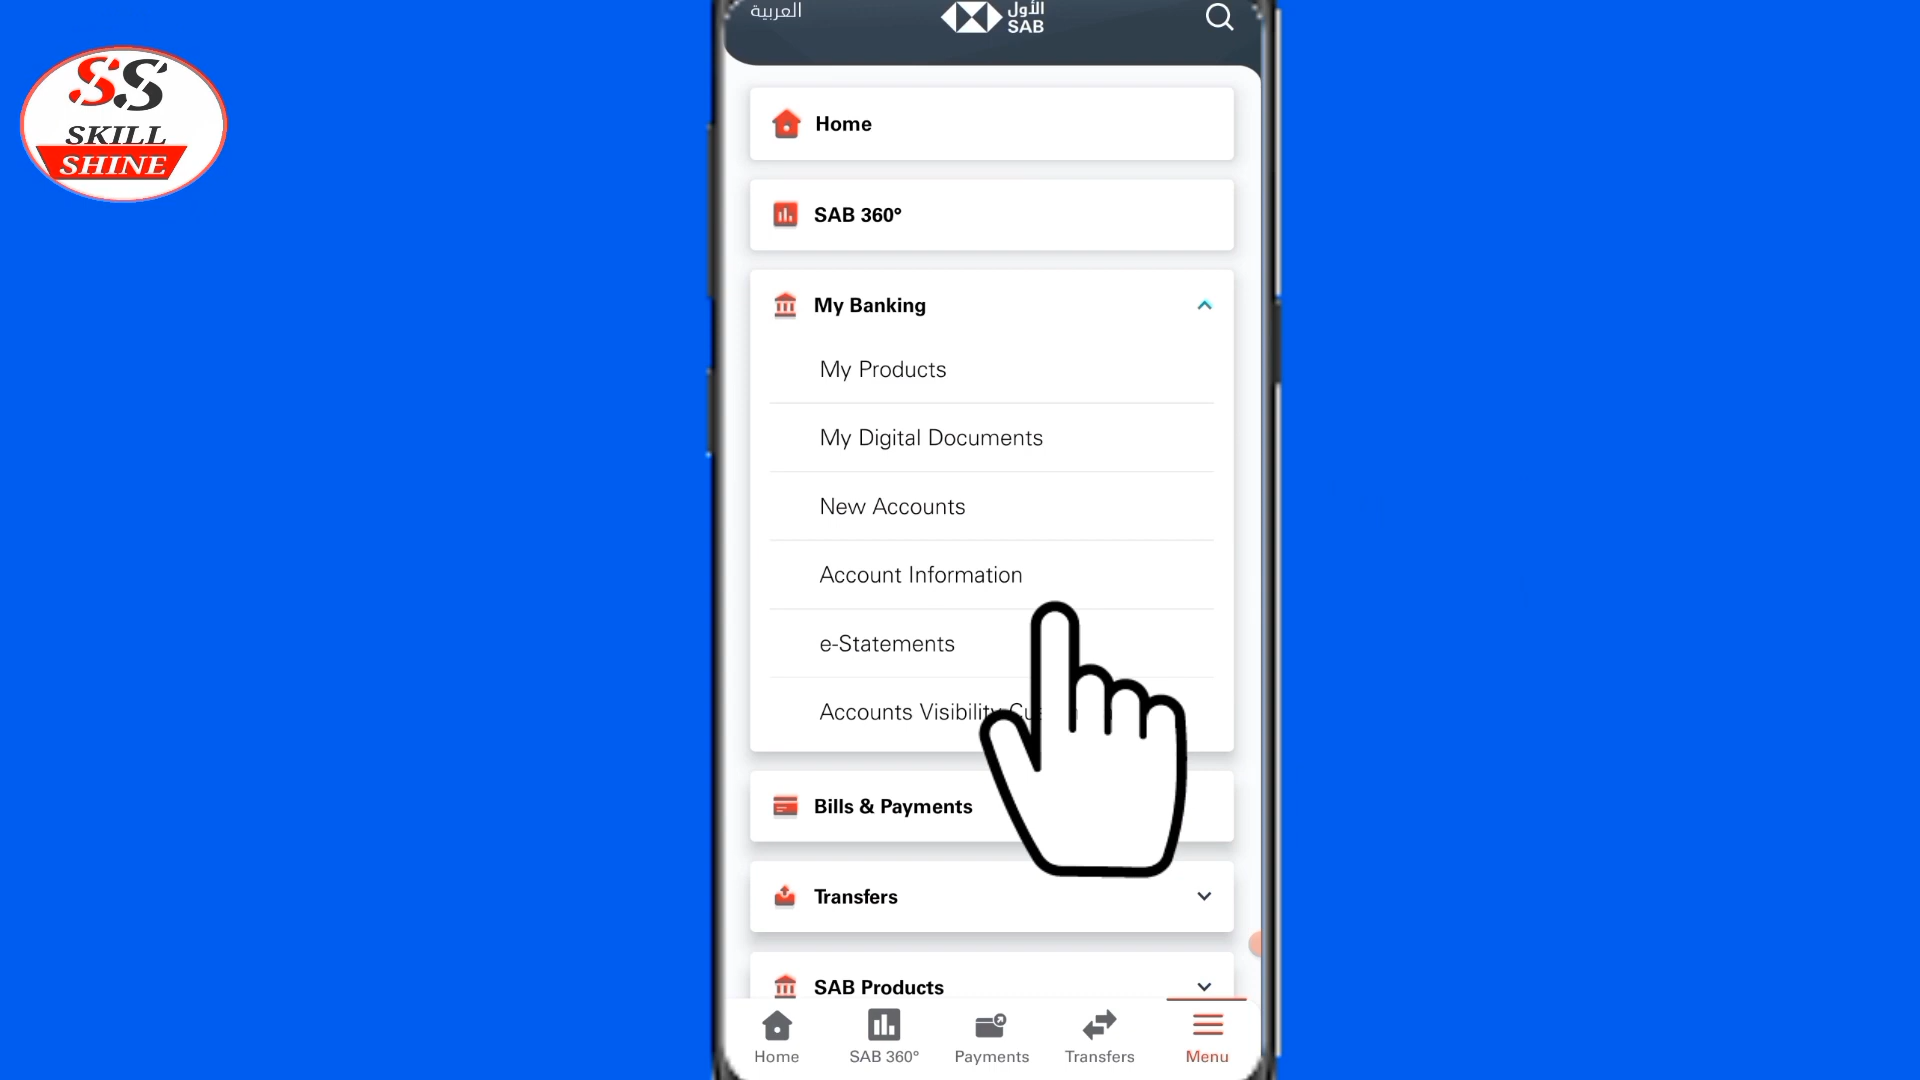 العربية
الأول
SAB
SS
SKILL
SHINE
Home
SAB 360°
My Banking
My Products
My Digital Documents
New Accounts
Account Information
e-Statements
Accounts Visibility
Bills & Payments
Transfers
SAB Products
Home
SAB 360°
Payments
Transfers
Menu